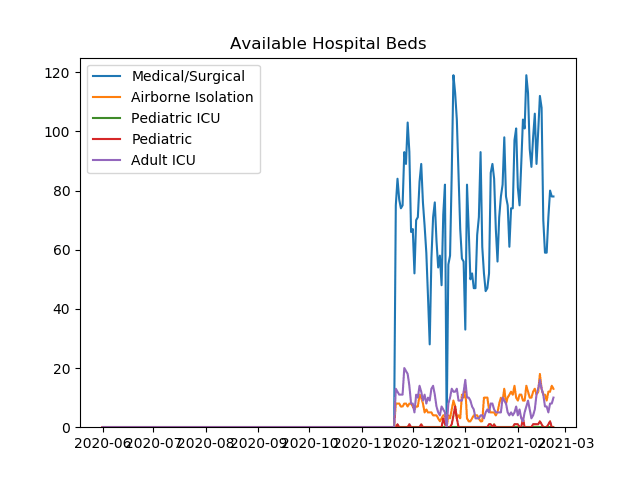 Available Hospital Beds
120
100
80
60
40
20
0
Medical/Surgical
Airborne Isolation
Pediatric ICU
Pediatric
Adult ICU
2020-06 2020-07 2020-08 2020-09 2020-10 2020-11 2020-12 2021-01 2021-02 2021-03